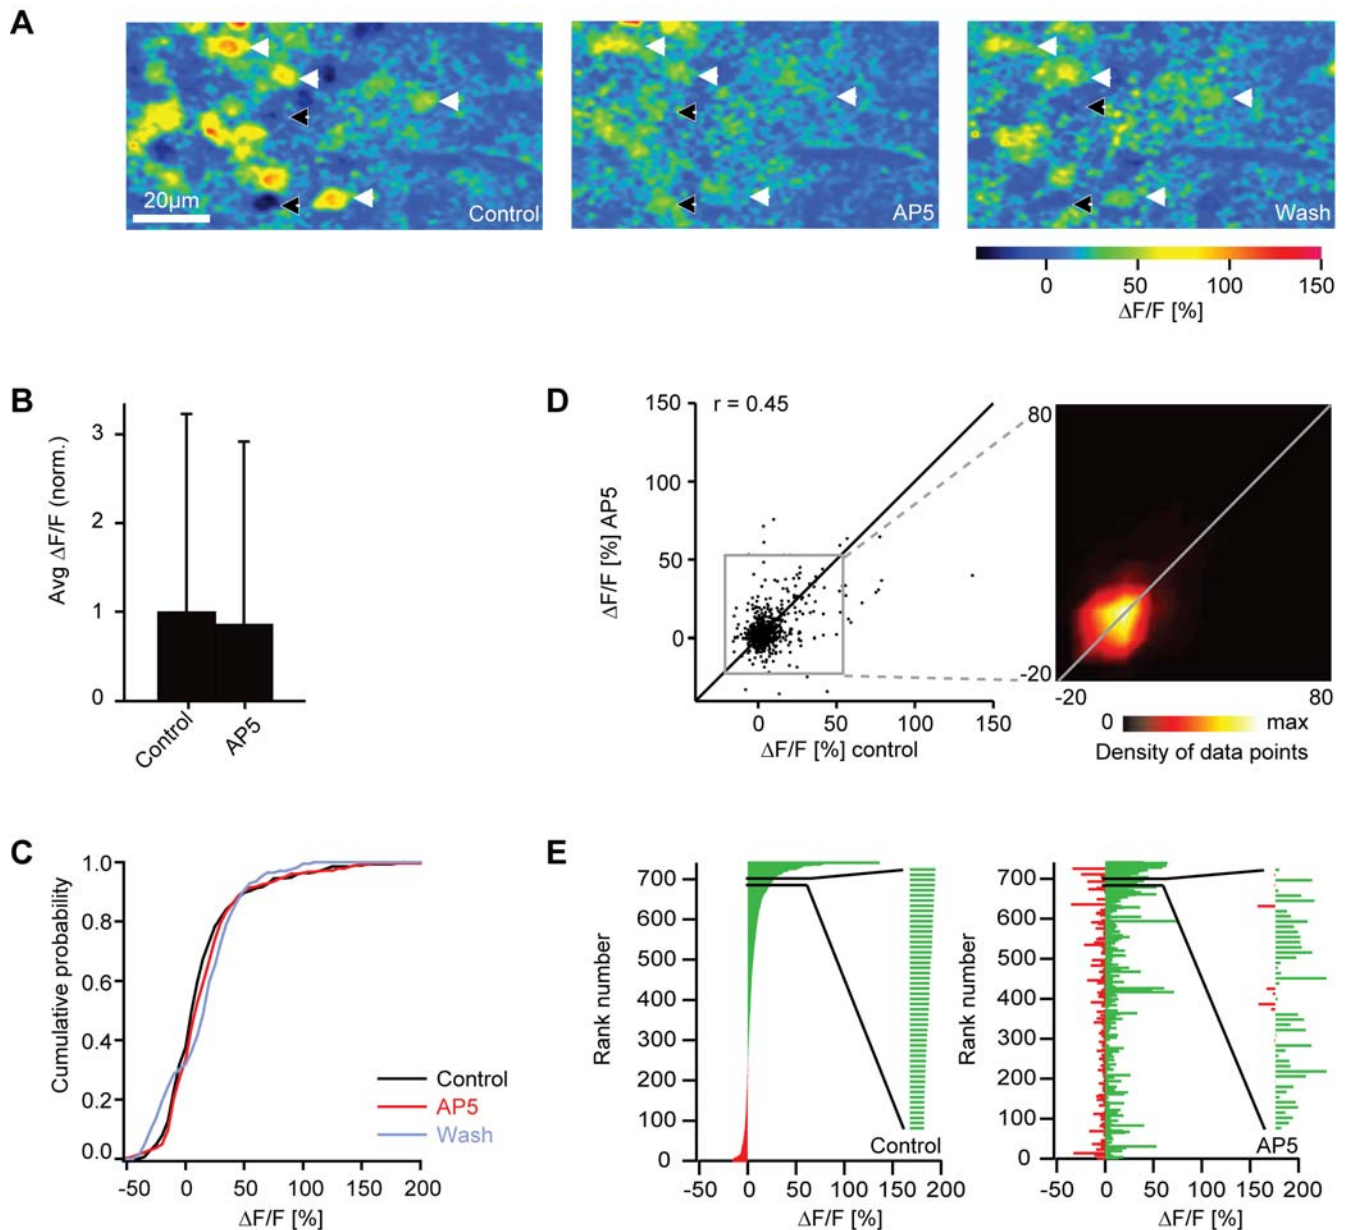 A
20µm
Control
AP5
Wash
0
50
100
150
ΔF/F [%]
B
Avg ΔF/F (norm.)
3
2
1
0
Control
AP5
D
r = 0.45
ΔF/F [%] AP5
150
100
50
0
0
50
100
150
ΔF/F [%] control
80
-20
-20
80
0
max
Density of data points
C
Cumulative probability
1.0
0.8
0.6
0.4
0.2
0.0
Control
AP5
Wash
-50
0
50
100
150
200
ΔF/F [%]
E
Rank number
700
600
500
400
300
200
100
0
Control
-50
0
50
100
150
200
ΔF/F [%]
Rank number
700
600
500
400
300
200
100
0
AP5
-50
0
50
100
150
200
ΔF/F [%]